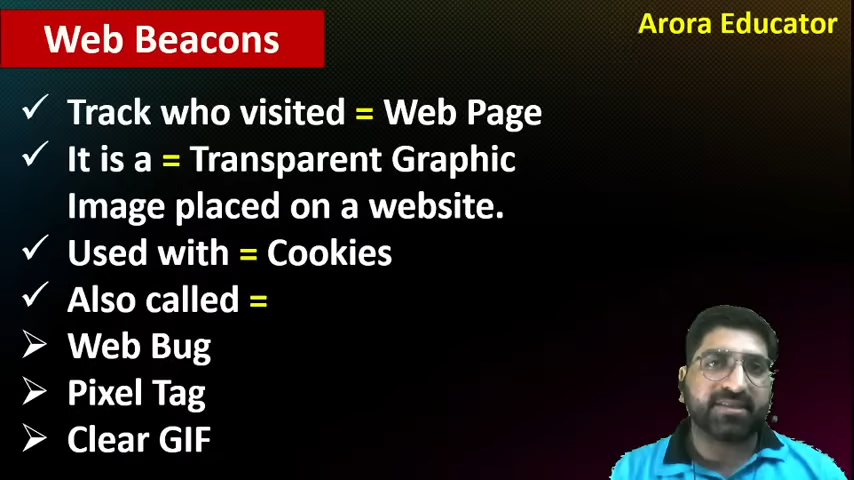 Web Beacons
Arora Educator
✓ Track who visited = Web Page
✓ It is a = Transparent Graphic
Image placed on a website.
✓ Used with = Cookies
✓ Also called =
➢ Web Bug
➢ Pixel Tag
➢ Clear GIF